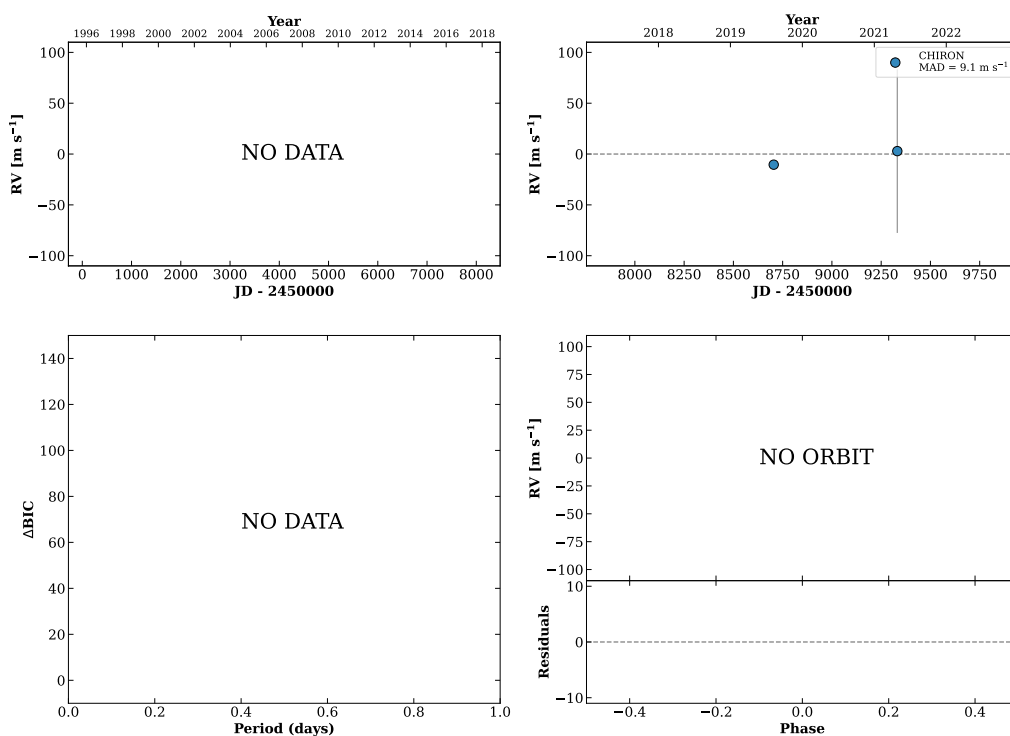 Year
1996 1998 2000 2002 2004 2006 2008 2010 2012 2014 2016 2018
100
50
0
−50
−100
RV [m s⁻¹]
NO DATA
0 1000 2000 3000 4000 5000 6000 7000 8000
JD - 2450000
Year
2018 2019 2020 2021 2022
100
50
0
−50
−100
RV [m s⁻¹]
CHIRON
MAD = 9.1 m s⁻¹
8000 8250 8500 8750 9000 9250 9500 9750
JD - 2450000
140
120
100
80
60
40
20
0
ΔBIC
NO DATA
0.0 0.2 0.4 0.6 0.8 1.0
Period (days)
100
75
50
25
0
−25
−50
−75
−100
RV [m s⁻¹]
NO ORBIT
10
0
−10
Residuals
−0.4 −0.2 0.0 0.2 0.4
Phase